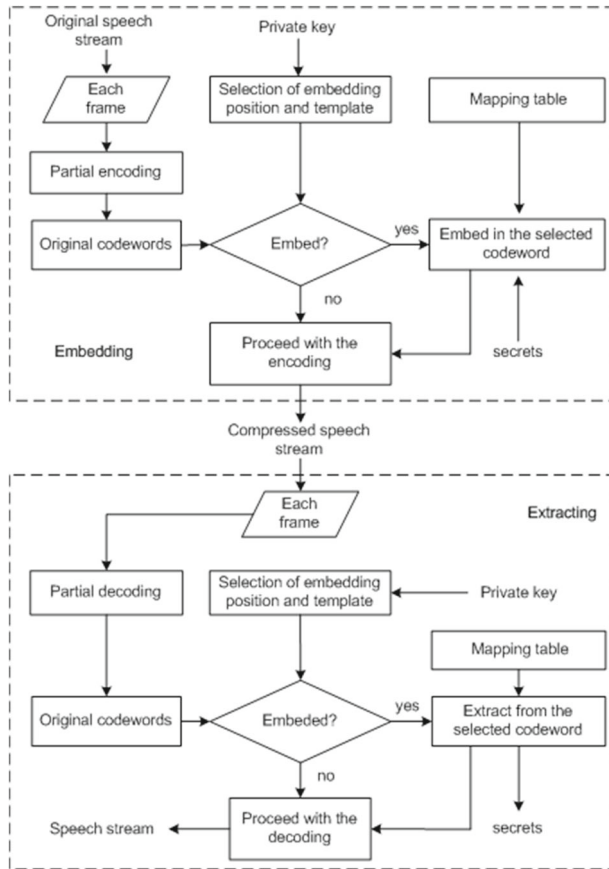 Original speech
stream
Private key
Each
frame
Selection of embedding
position and template
Mapping table
Partial encoding
Original codewords
Embed?
yes
Embed in the selected
codeword
no
Embedding
Proceed with the
encoding
secrets
Compressed speech
stream
Each
frame
Extracting
Partial decoding
Selection of embedding
position and template
Private key
Mapping table
Original codewords
Embeded?
yes
Extract from the
selected codeword
no
Speech stream
Proceed with the
decoding
secrets